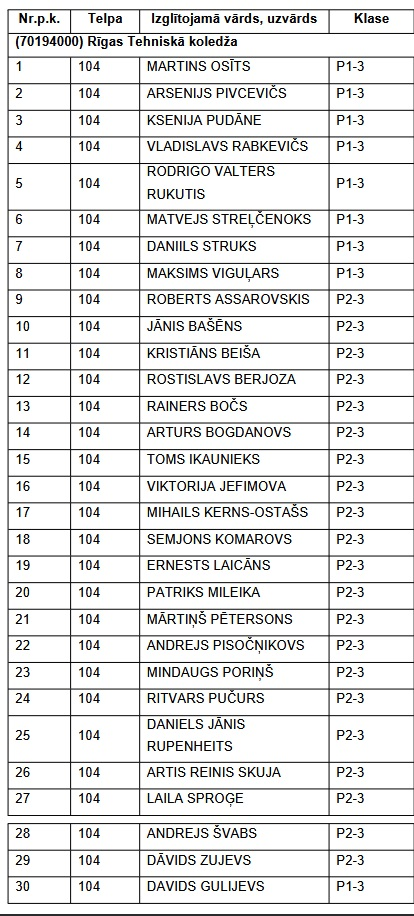 Nr.p.k. Telpa Izglītojamā vārds, uzvārds Klase
(70194000) Rīgas Tehniskā koledža
1 104 MARTINS OSĪTS P1-3
2 104 ARSENIJS PIVCEVIČS P1-3
3 104 KSENIJA PUDĀNE P1-3
4 104 VLADISLAVS RABKEVIČS P1-3
5 104 RODRIGO VALTERS
RUKUTIS P1-3
6 104 MATVEJS STREĻČENOKS P1-3
7 104 DANIILS STRUKS P1-3
8 104 MAKSIMS VIGUĻARS P1-3
9 104 ROBERTS ASSAROVSKIS P2-3
10 104 JĀNIS BAŠĒNS P2-3
11 104 KRISTIĀNS BEIŠA P2-3
12 104 ROSTISLAVS BERJOZA P2-3
13 104 RAINERS BOČS P2-3
14 104 ARTURS BOGDANOVS P2-3
15 104 TOMS IKAUNIEKS P2-3
16 104 VIKTORIJA JEFIMOVA P2-3
17 104 MIHAILS KERNS-OSTAŠS P2-3
18 104 SEMJONS KOMAROVS P2-3
19 104 ERNESTS LAICĀNS P2-3
20 104 PATRIKS MILEIKA P2-3
21 104 MĀRTIŅŠ PĒTERSONS P2-3
22 104 ANDREJS PISOČŅIKOVS P2-3
23 104 MINDAUGS PORIŅŠ P2-3
24 104 RITVARS PUČURS P2-3
25 104 DANIELS JĀNIS
RUPENHEITS P2-3
26 104 ARTIS REINIS SKUJA P2-3
27 104 LAILA SPROĢE P2-3
28 104 ANDREJS ŠVABS P2-3
29 104 DĀVIDS ZUJEVS P2-3
30 104 DAVIDS GULIJEVS P1-3